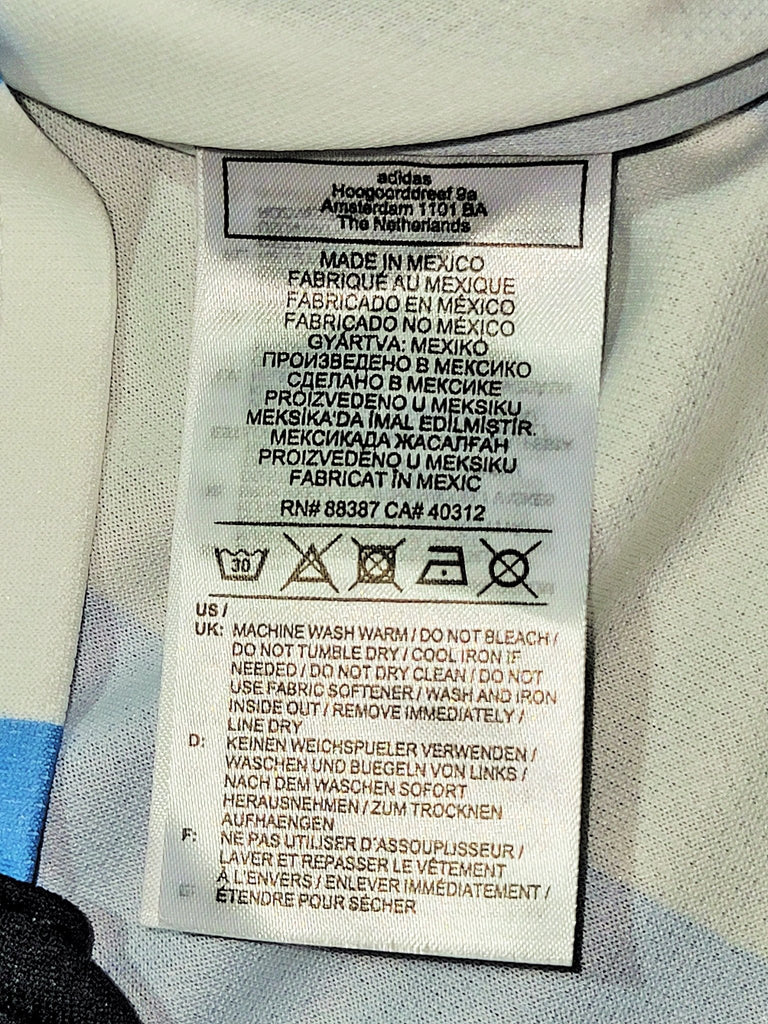 adidas
Hoogoorddreef 9a
Amsterdam 1101 BA
The Netherlands
MADE IN MEXICO
FABRIQUÉ AU MEXIQUE
FABRICADO EN MÉXICO
FABRICADO NO MÉXICO
GYÁRTVA: MEXIKÓ
ПРОИЗВЕДЕНО В МЕКСИКО
СДЕЛАНО В МЕКСИКЕ
PROIZVEDENO U MEKSIKU
MEKSİKA'DA İMAL EDİLMİŞTİR.
МЕКСИКАДА ЖАСАЛҒАН
PROIZVEDENO U MEKSIKU
FABRICAT ÎN MEXIC
RN# 88387 CA# 40312
30
US /
UK: MACHINE WASH WARM / DO NOT BLEACH /
DO NOT TUMBLE DRY / COOL IRON IF
NEEDED / DO NOT DRY CLEAN / DO NOT
USE FABRIC SOFTENER / WASH AND IRON
INSIDE OUT / REMOVE IMMEDIATELY /
LINE DRY
D: KEINEN WEICHSPUELER VERWENDEN /
WASCHEN UND BUEGELN VON LINKS /
NACH DEM WASCHEN SOFORT
HERAUSNEHMEN / ZUM TROCKNEN
AUFHAENGEN
F: NE PAS UTILISER D'ASSOUPLISSEUR /
LAVER ET REPASSER LE VÊTEMENT
À L'ENVERS / ENLEVER IMMÉDIATEMENT /
ÉTENDRE POUR SÉCHER